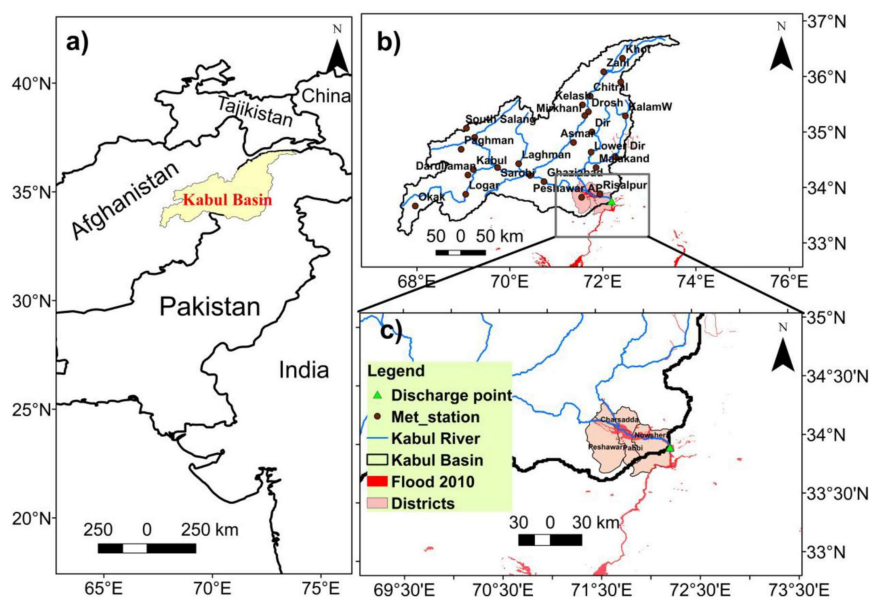 a)
N
40°N
35°N
30°N
25°N
20°N
China
Tajikistan
Afghanistan
Kabul Basin
Pakistan
India
250 0 250 km
65°E 70°E 75°E
b)
N
37°N
36°N
35°N
34°N
33°N
Khot
Zani
Chitral
Kelash
Mirkhani
Drosh
KalamW
South Salang
Dir
Asmar
Paghman
Lower Dir
Laghman
Malakand
Kabul
Darullaman
Sarobi
Ghaziabad
Logar
Peshawar AP
Risalpur
Okak
50 0 50 km
68°E 70°E 72°E 74°E 76°E
c)
N
35°N
34°30'N
34°N
33°30'N
33°N
Legend
Discharge point
Met_station
Kabul River
Kabul Basin
Flood 2010
Districts
Charsadda
Nowshera
Peshawar
Pabbi
30 0 30 km
69°30'E 70°30'E 71°30'E 72°30'E 73°30'E